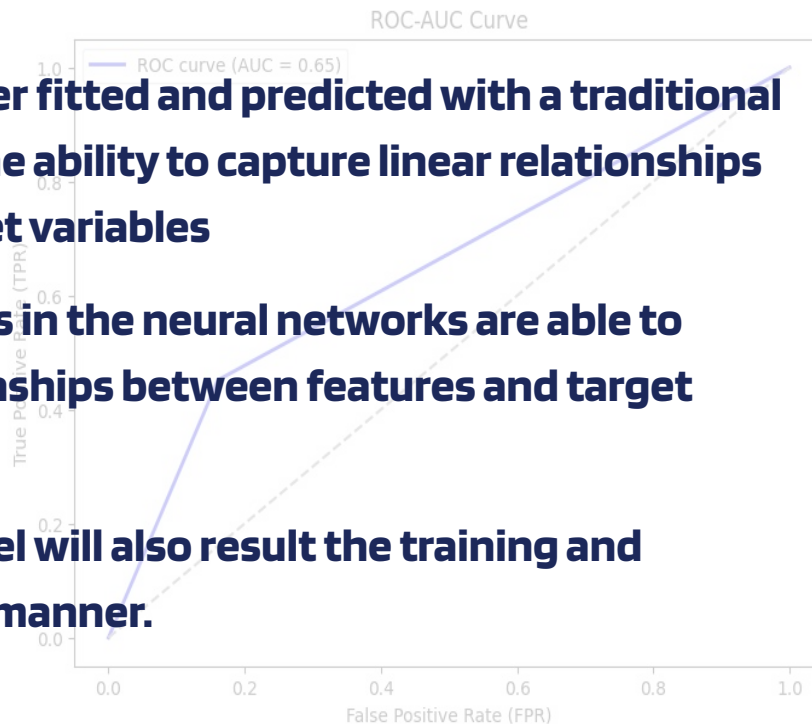 ROC-AUC Curve
ROC curve (AUC = 0.65)
er fitted and predicted with a traditional
e ability to capture linear relationships
et variables
s in the neural networks are able to
nships between features and target
el will also result the training and
manner.
True Positive Rate (TPR)
1.0
0.8
0.6
0.4
0.2
0.0
0.0 0.2 0.4 0.6 0.8 1.0
False Positive Rate (FPR)